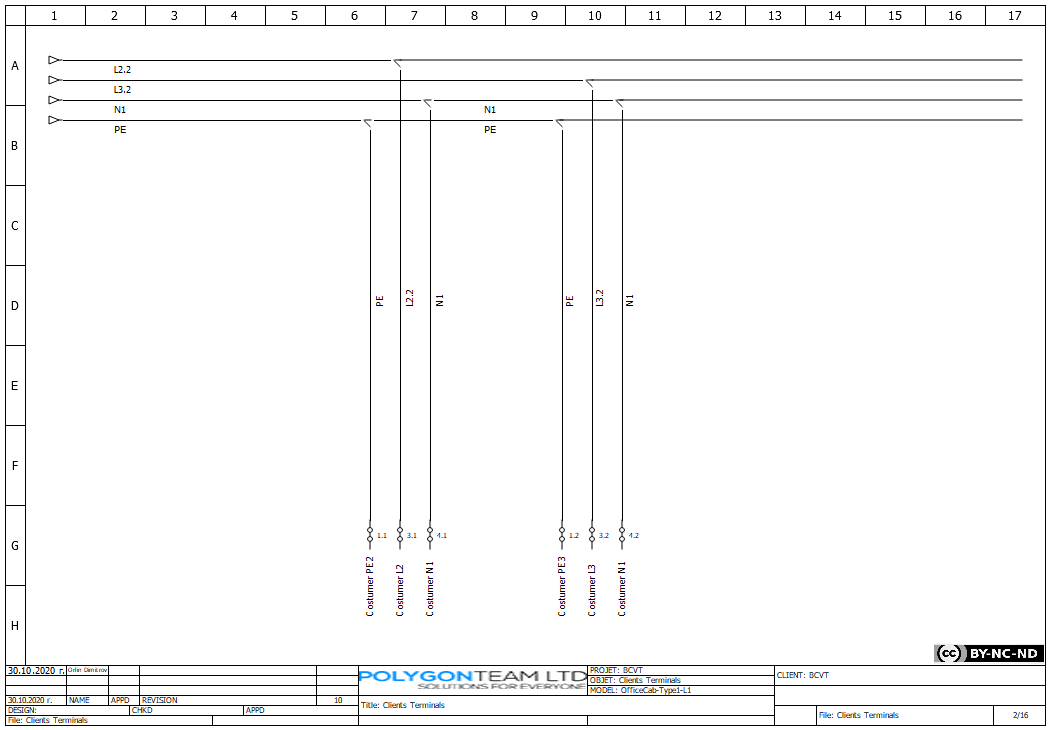 1 2 3 4 5 6 7 8 9 10 11 12 13 14 15 16 17
A
L2.2
L3.2
N1 N1
PE PE
B
C
D
PE L2.2 N1 PE L3.2 N1
E
F
G
1.1 3.1 4.1 1.2 3.2 4.2
Costumer PE2
Costumer L2
Costumer N1
Costumer PE3
Costumer L3
Costumer N1
H
cc BY-NC-ND
30.10.2020 г. Orlin Dimitrov
POLYGONTEAM LTD
SOLUTIONS FOR EVERYONE
PROJET: BCVT
OBJET: Clients Terminals
MODEL: OfficeCab-Type1-L1
CLIENT: BCVT
30.10.2020 г. NAME APPD REVISION 10
DESIGN: CHKD APPD
File: Clients Terminals
Title: Clients Terminals
File: Clients Terminals
2/16